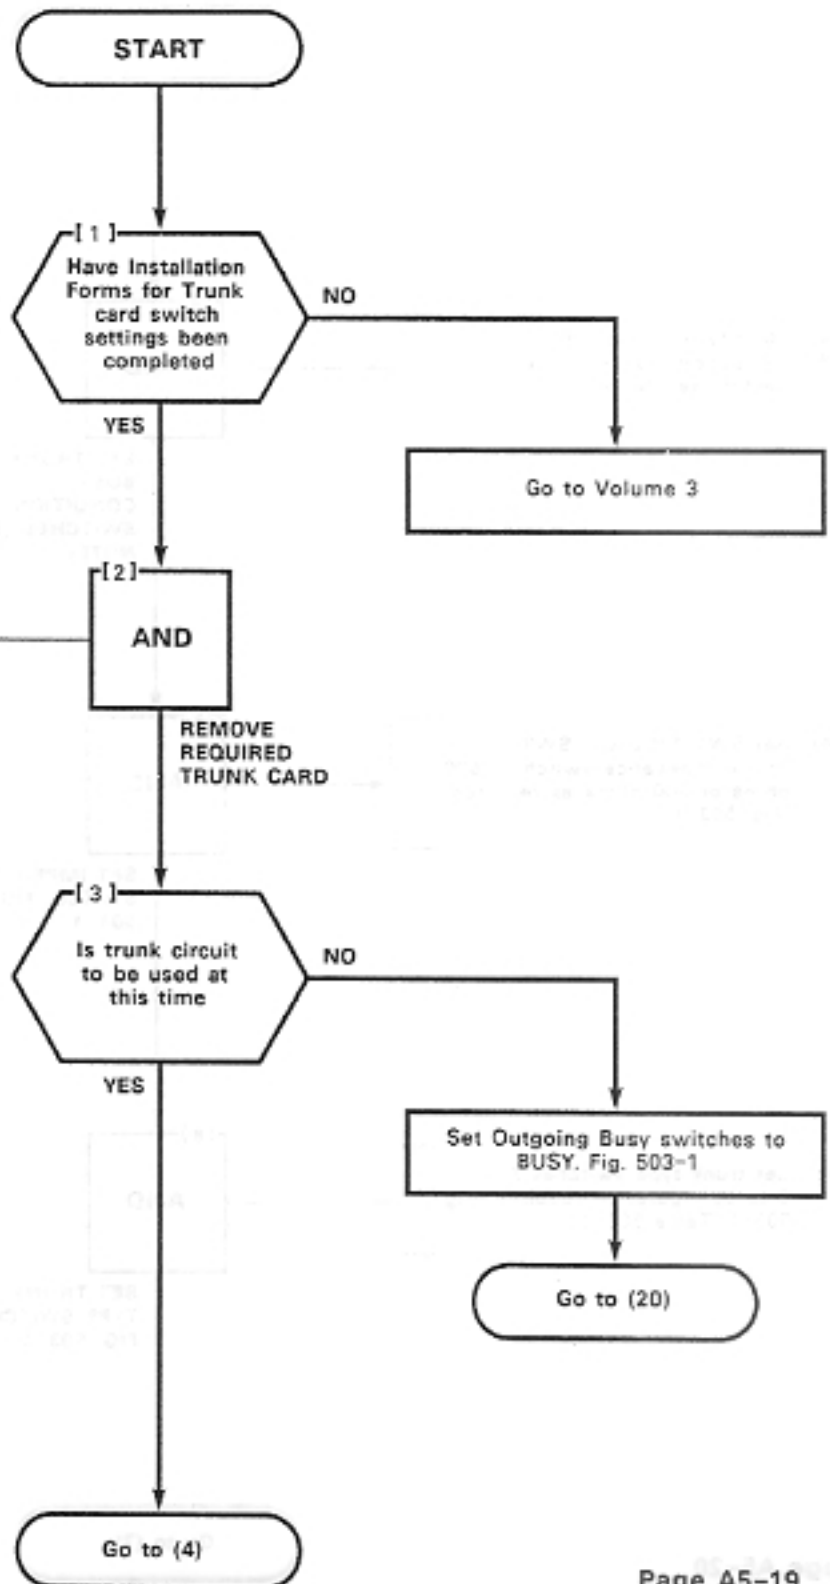 START
[1]
Have Installation
Forms for Trunk
card switch
settings been
completed
NO
YES
Go to Volume 3
[2]
AND
REMOVE
REQUIRED
TRUNK CARD
[3]
Is trunk circuit
to be used at
this time
NO
YES
Set Outgoing Busy switches to
BUSY. Fig. 503-1
Go to (20)
Go to (4)
Page A5-19